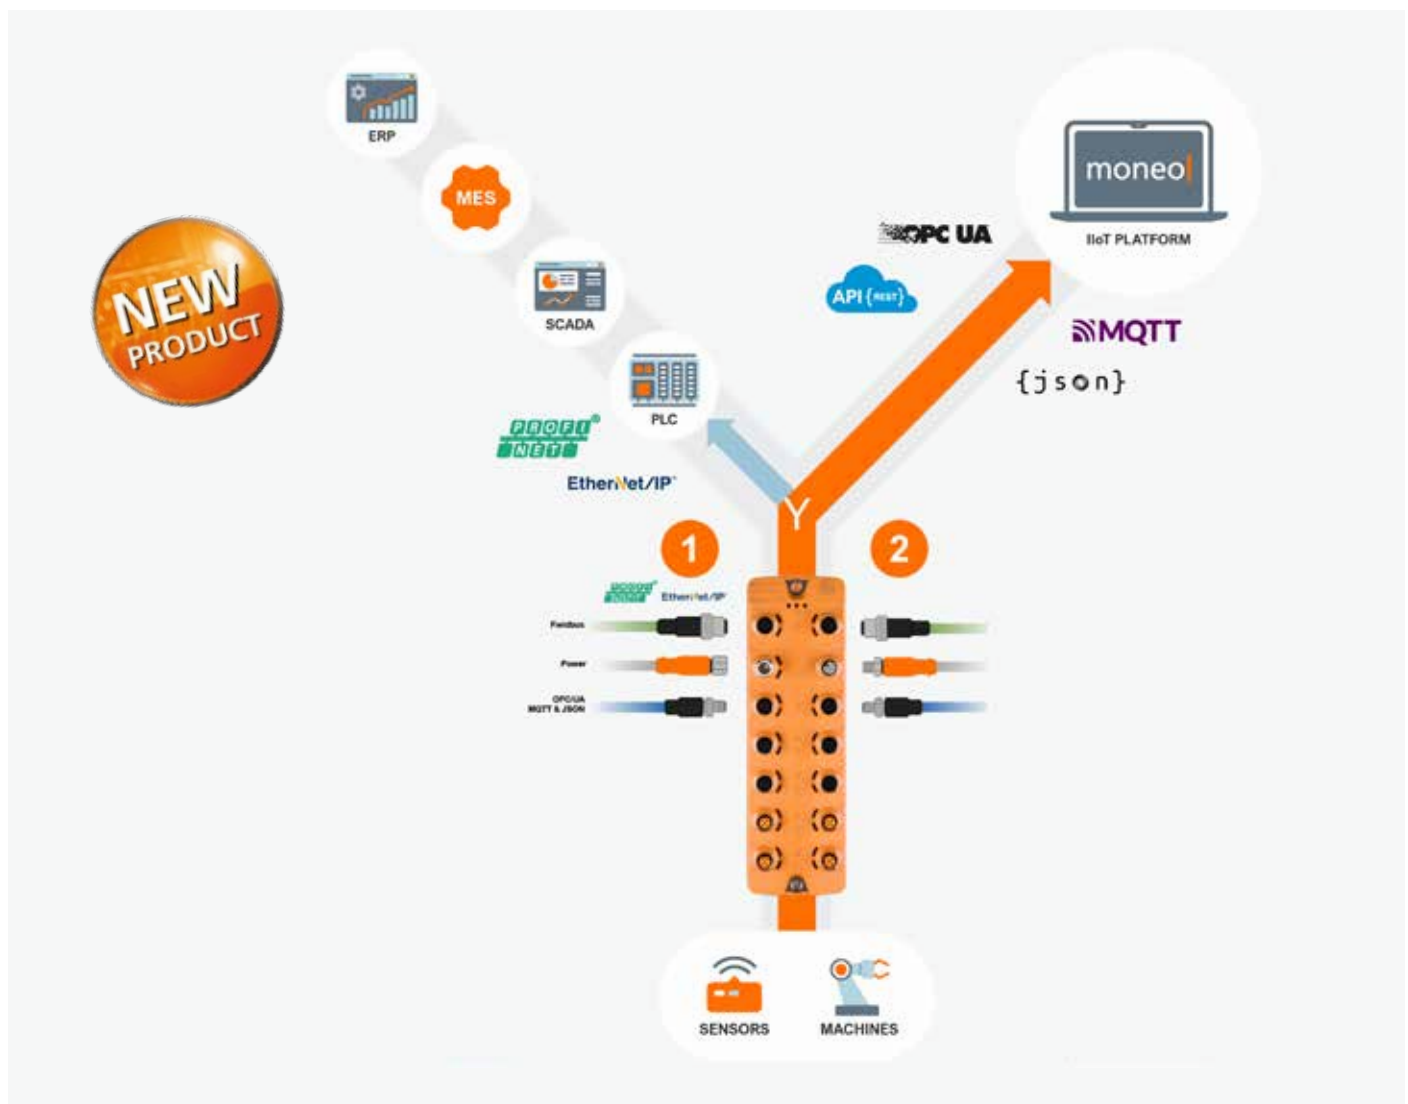 ERP
MES
NEW
PRODUCT
SCADA
PLC
moneo
IIoT PLATFORM
OPC UA
API {REST}
MQTT
{json}
PROFI
NET
EtherNet/IP
Y
1
2
EtherNet/IP
Fieldbus
Power
OPC/UA
MQTT & JSON
SENSORS
MACHINES